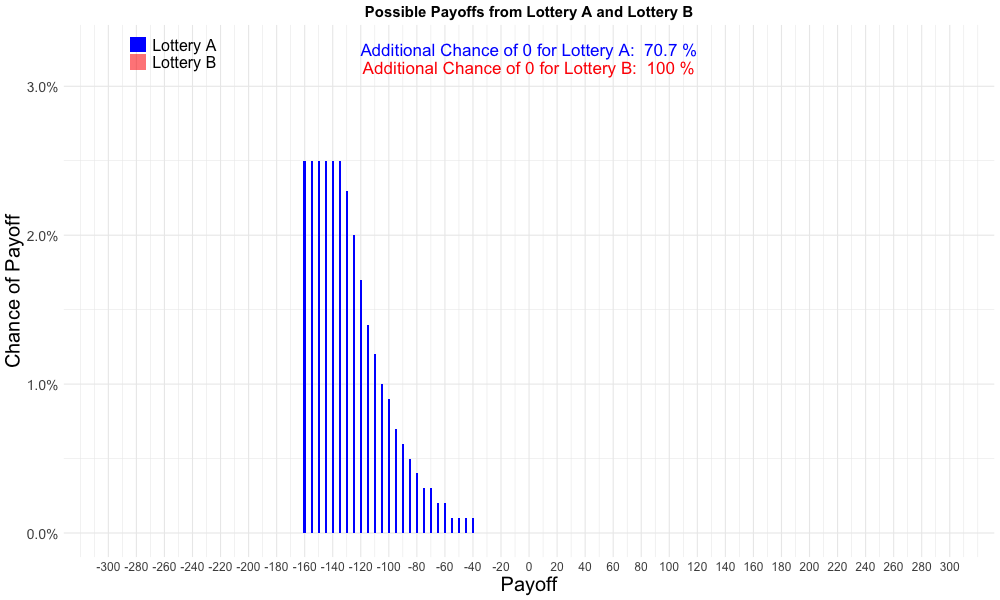 Possible Payoffs from Lottery A and Lottery B
Lottery A
Lottery B
Additional Chance of 0 for Lottery A: 70.7 %
Additional Chance of 0 for Lottery B: 100 %
3.0%
2.0%
1.0%
0.0%
Chance of Payoff
-300 -280 -260 -240 -220 -200 -180 -160 -140 -120 -100 -80 -60 -40 -20 0 20 40 60 80 100 120 140 160 180 200 220 240 260 280 300
Payoff